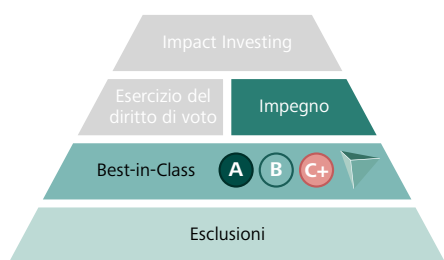 Impact Investing
Esercizio del
diritto di voto
Impegno
Best-in-Class A B C+
Esclusioni